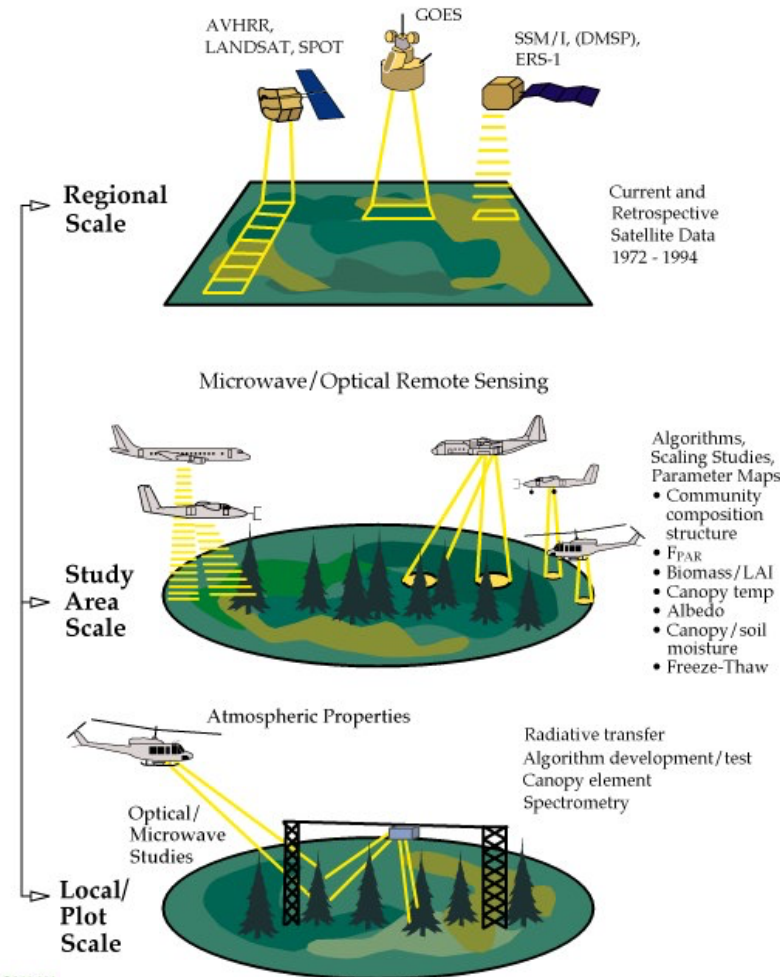 AVHRR,
LANDSAT, SPOT
GOES
SSM/I, (DMSP),
ERS-1
Regional
Scale
Current and
Retrospective
Satellite Data
1972 - 1994
Microwave/Optical Remote Sensing
Algorithms,
Scaling Studies,
Parameter Maps
• Community
composition
structure
• FPAR
• Biomass/LAI
• Canopy temp
• Albedo
• Canopy/soil
moisture
• Freeze-Thaw
Study
Area
Scale
Atmospheric Properties
Radiative transfer
Algorithm development/test
Canopy element
Spectrometry
Optical/
Microwave
Studies
Local/
Plot
Scale